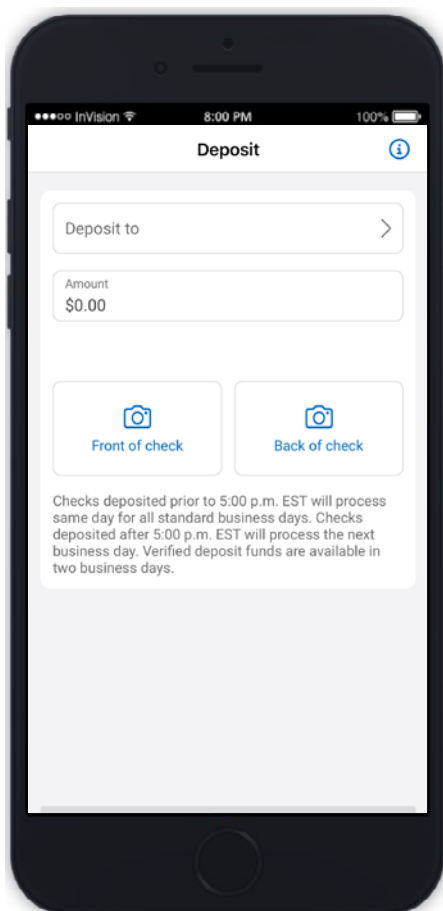 InVision 8:00 PM 100%
Deposit
Deposit to
Amount
$0.00
Front of check Back of check
Checks deposited prior to 5:00 p.m. EST will process
same day for all standard business days. Checks
deposited after 5:00 p.m. EST will process the next
business day. Verified deposit funds are available in
two business days.